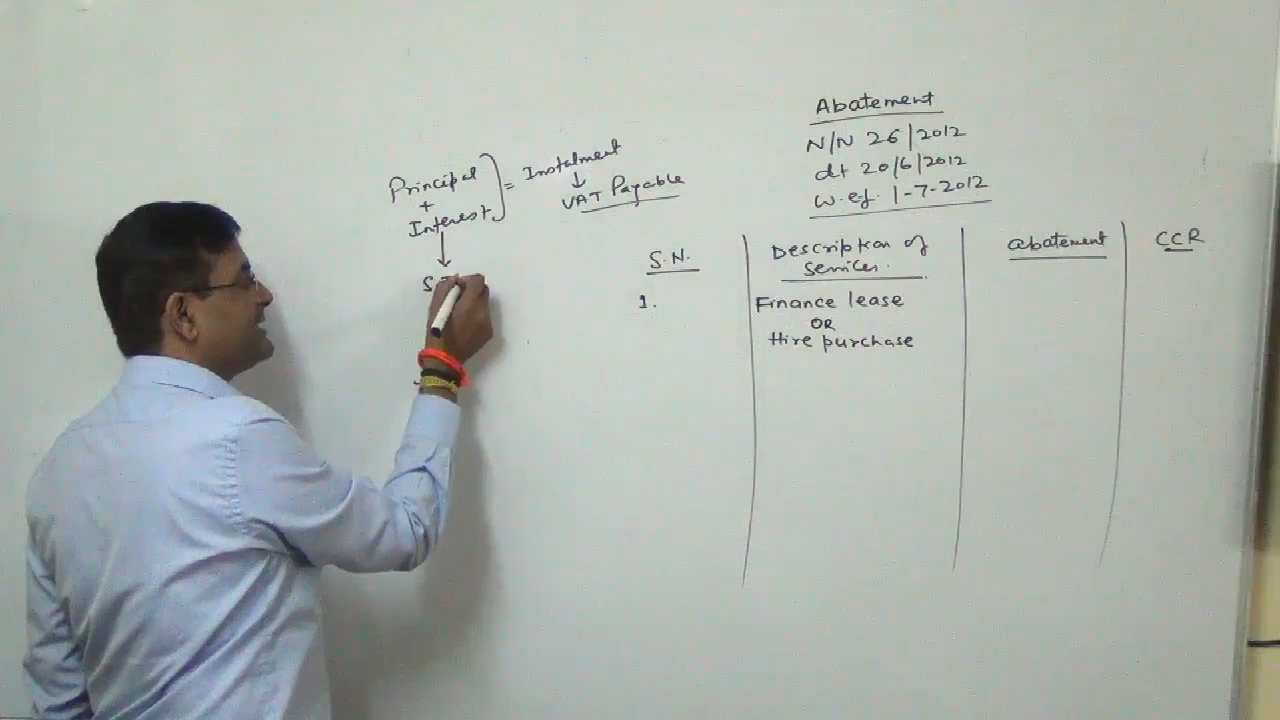 Principal
+
Interest
= Instalment
↓
VAT Payable
↓
S.T
Abatement
N/N 26/2012
dt 20/6/2012
w.e.f. 1-7-2012
S.N.
Description of
services.
abatement
CCR
1.
Finance lease
OR
Hire purchase